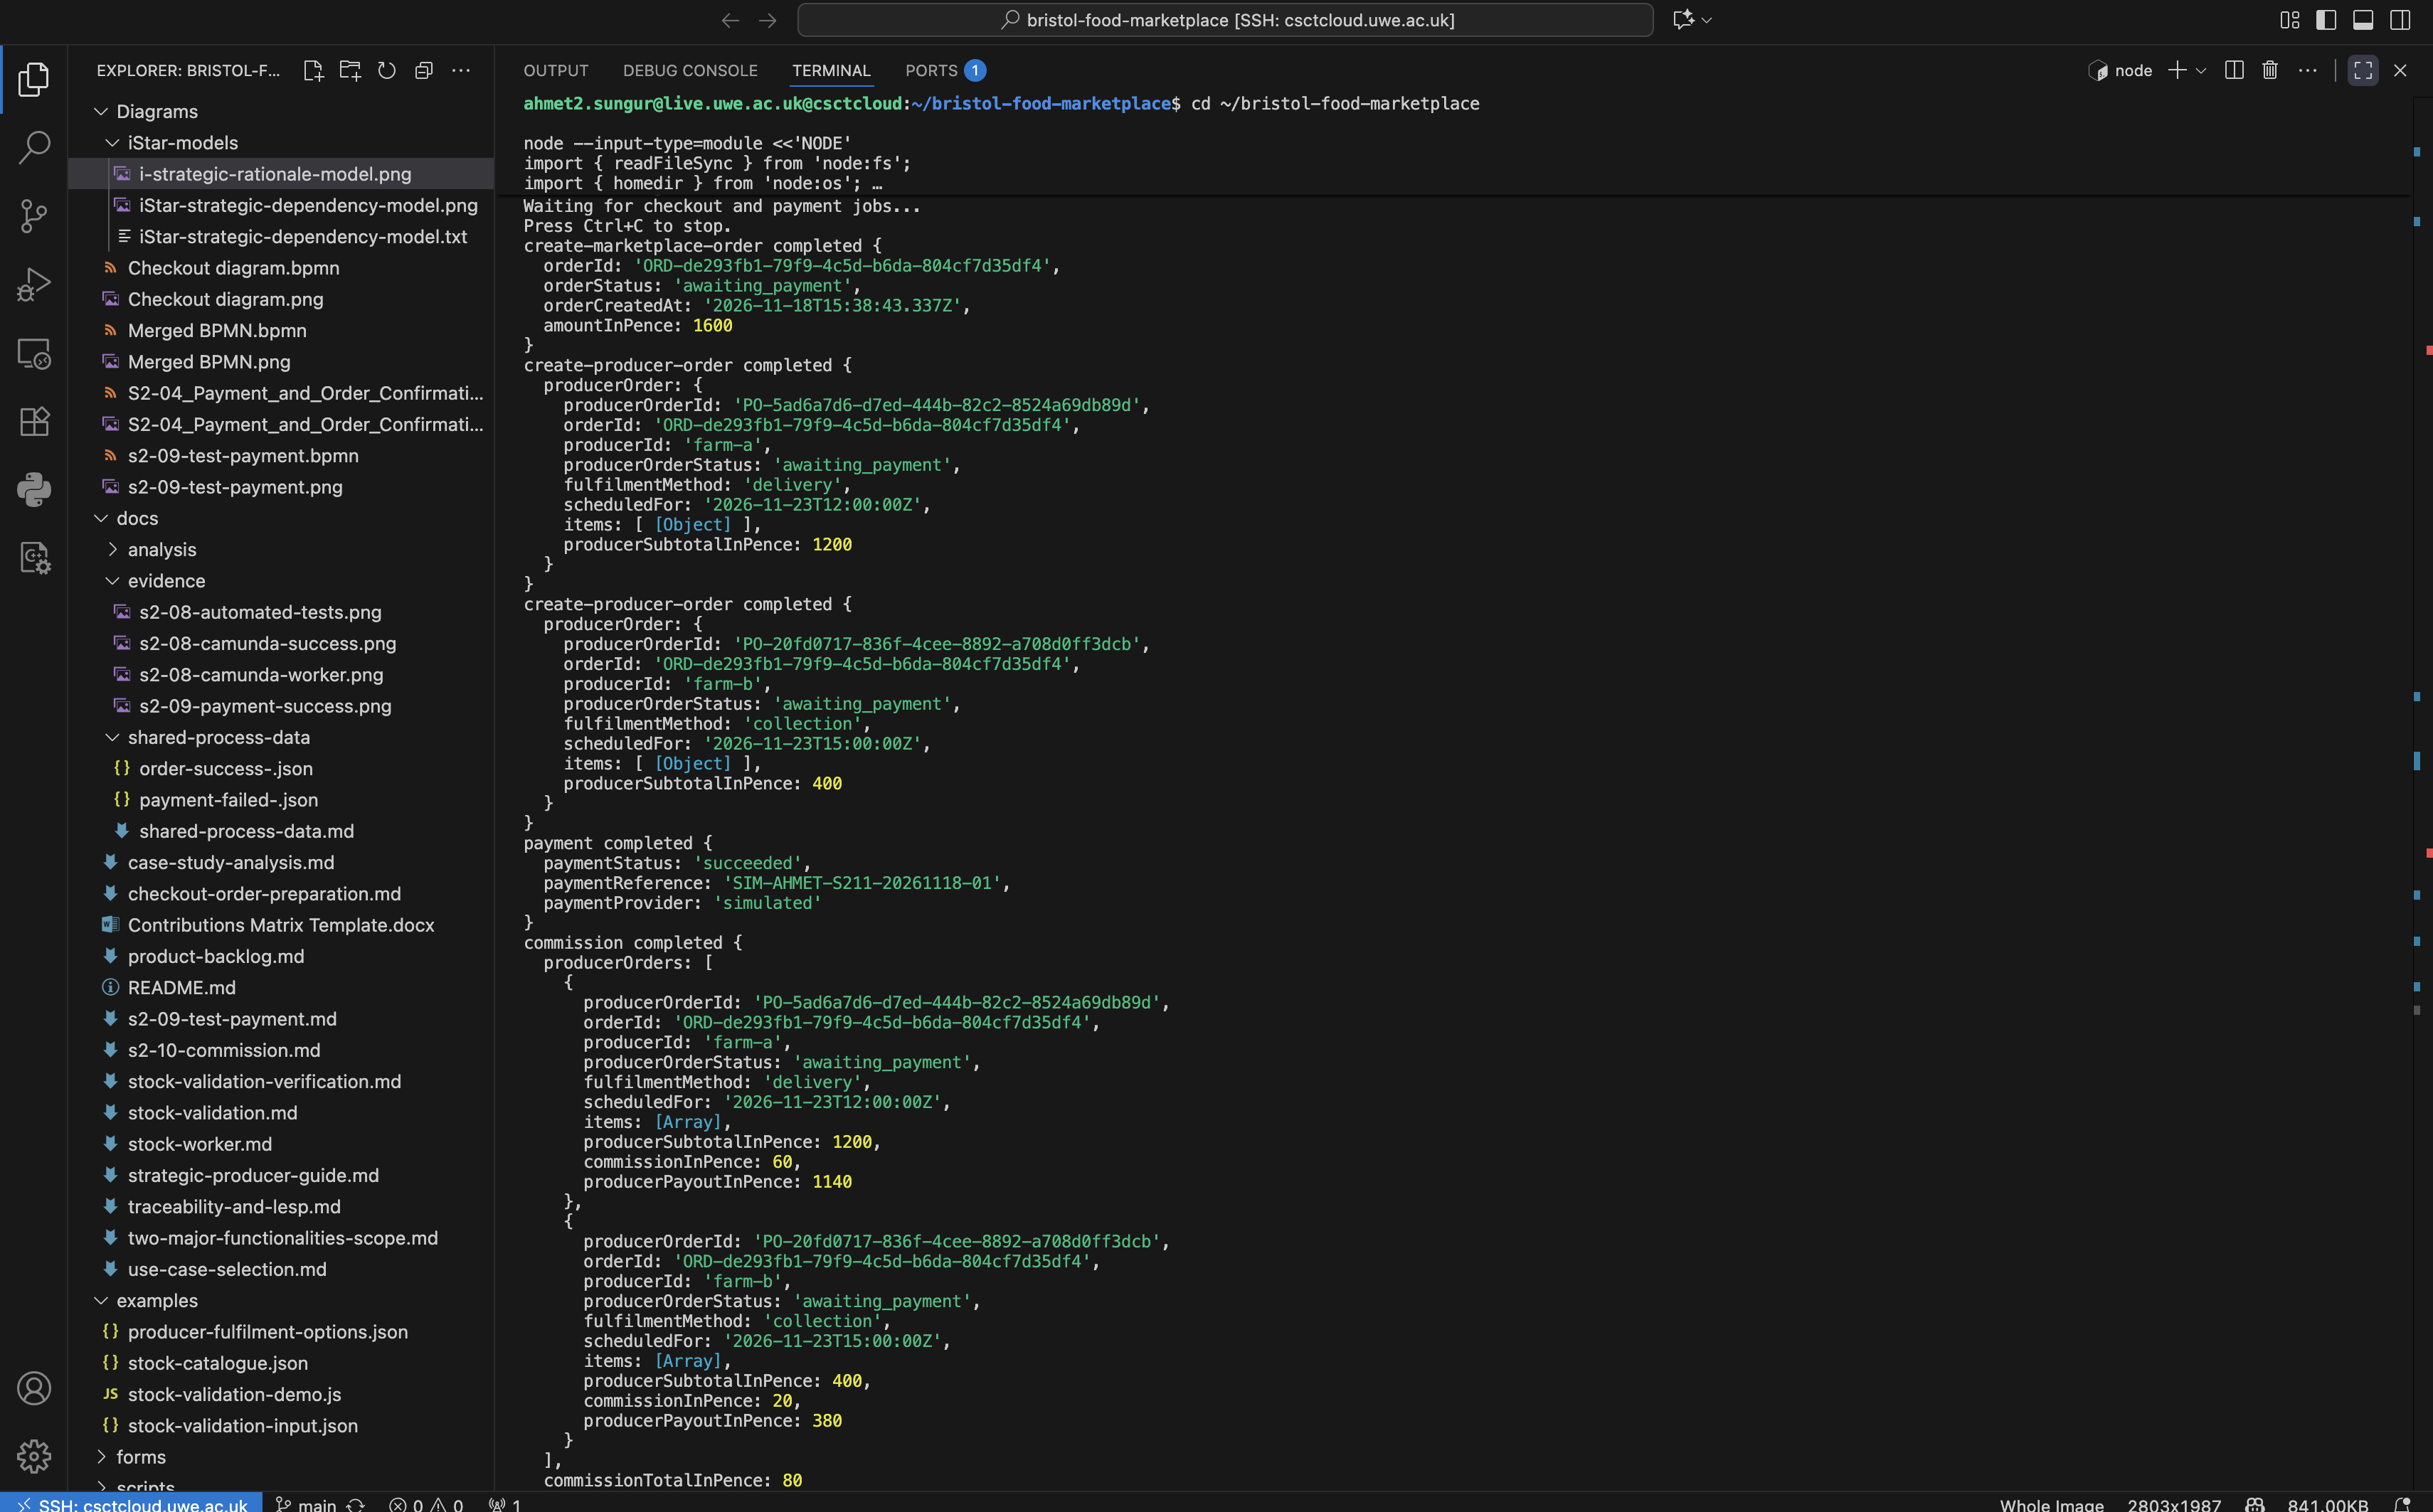 bristol-food-marketplace [SSH: csctcloud.uwe.ac.uk]
EXPLORER: BRISTOL-F...
Diagrams
iStar-models
i-strategic-rationale-model.png
iStar-strategic-dependency-model.png
iStar-strategic-dependency-model.txt
Checkout diagram.bpmn
Checkout diagram.png
Merged BPMN.bpmn
Merged BPMN.png
S2-04_Payment_and_Order_Confirmati...
S2-04_Payment_and_Order_Confirmati...
s2-09-test-payment.bpmn
s2-09-test-payment.png
docs
analysis
evidence
s2-08-automated-tests.png
s2-08-camunda-success.png
s2-08-camunda-worker.png
s2-09-payment-success.png
shared-process-data
{} order-success-.json
{} payment-failed-.json
shared-process-data.md
case-study-analysis.md
checkout-order-preparation.md
Contributions Matrix Template.docx
product-backlog.md
README.md
s2-09-test-payment.md
s2-10-commission.md
stock-validation-verification.md
stock-validation.md
stock-worker.md
strategic-producer-guide.md
traceability-and-lesp.md
two-major-functionalities-scope.md
use-case-selection.md
examples
{} producer-fulfilment-options.json
{} stock-catalogue.json
JS stock-validation-demo.js
{} stock-validation-input.json
forms
scripts
OUTPUT DEBUG CONSOLE TERMINAL PORTS 1
node
ahmet2.sungur@live.uwe.ac.uk@csctcloud:~/bristol-food-marketplace$ cd ~/bristol-food-marketplace
node --input-type=module <<'NODE'
import { readFileSync } from 'node:fs';
import { homedir } from 'node:os'; …
Waiting for checkout and payment jobs...
Press Ctrl+C to stop.
create-marketplace-order completed {
  orderId: 'ORD-de293fb1-79f9-4c5d-b6da-804cf7d35df4',
  orderStatus: 'awaiting_payment',
  orderCreatedAt: '2026-11-18T15:38:43.337Z',
  amountInPence: 1600
}
create-producer-order completed {
  producerOrder: {
    producerOrderId: 'PO-5ad6a7d6-d7ed-444b-82c2-8524a69db89d',
    orderId: 'ORD-de293fb1-79f9-4c5d-b6da-804cf7d35df4',
    producerId: 'farm-a',
    producerOrderStatus: 'awaiting_payment',
    fulfilmentMethod: 'delivery',
    scheduledFor: '2026-11-23T12:00:00Z',
    items: [ [Object] ],
    producerSubtotalInPence: 1200
  }
}
create-producer-order completed {
  producerOrder: {
    producerOrderId: 'PO-20fd0717-836f-4cee-8892-a708d0ff3dcb',
    orderId: 'ORD-de293fb1-79f9-4c5d-b6da-804cf7d35df4',
    producerId: 'farm-b',
    producerOrderStatus: 'awaiting_payment',
    fulfilmentMethod: 'collection',
    scheduledFor: '2026-11-23T15:00:00Z',
    items: [ [Object] ],
    producerSubtotalInPence: 400
  }
}
payment completed {
  paymentStatus: 'succeeded',
  paymentReference: 'SIM-AHMET-S211-20261118-01',
  paymentProvider: 'simulated'
}
commission completed {
  producerOrders: [
    {
      producerOrderId: 'PO-5ad6a7d6-d7ed-444b-82c2-8524a69db89d',
      orderId: 'ORD-de293fb1-79f9-4c5d-b6da-804cf7d35df4',
      producerId: 'farm-a',
      producerOrderStatus: 'awaiting_payment',
      fulfilmentMethod: 'delivery',
      scheduledFor: '2026-11-23T12:00:00Z',
      items: [Array],
      producerSubtotalInPence: 1200,
      commissionInPence: 60,
      producerPayoutInPence: 1140
    },
    {
      producerOrderId: 'PO-20fd0717-836f-4cee-8892-a708d0ff3dcb',
      orderId: 'ORD-de293fb1-79f9-4c5d-b6da-804cf7d35df4',
      producerId: 'farm-b',
      producerOrderStatus: 'awaiting_payment',
      fulfilmentMethod: 'collection',
      scheduledFor: '2026-11-23T15:00:00Z',
      items: [Array],
      producerSubtotalInPence: 400,
      commissionInPence: 20,
      producerPayoutInPence: 380
    }
  ],
  commissionTotalInPence: 80
SSH: csctcloud.uwe.ac.uk main 0 0 1 Whole Image 2803x1987 841.00KB